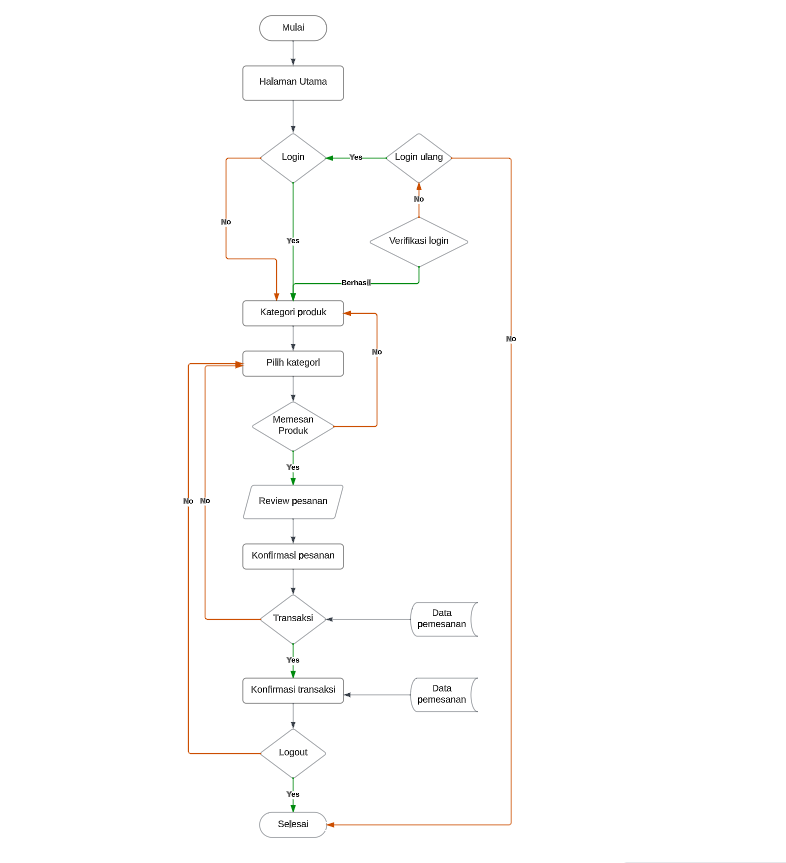 Mulai
Halaman Utama
Login
Yes
Login ulang
No
No
Verifikasi login
Yes
Berhasil
Kategori produk
No
No
Pilih kategori
Memesan
Produk
Yes
Review pesanan
No
No
Konfirmasi pesanan
Transaksi
Data
pemesanan
Yes
Konfirmasi transaksi
Data
pemesanan
Logout
Yes
Selesai